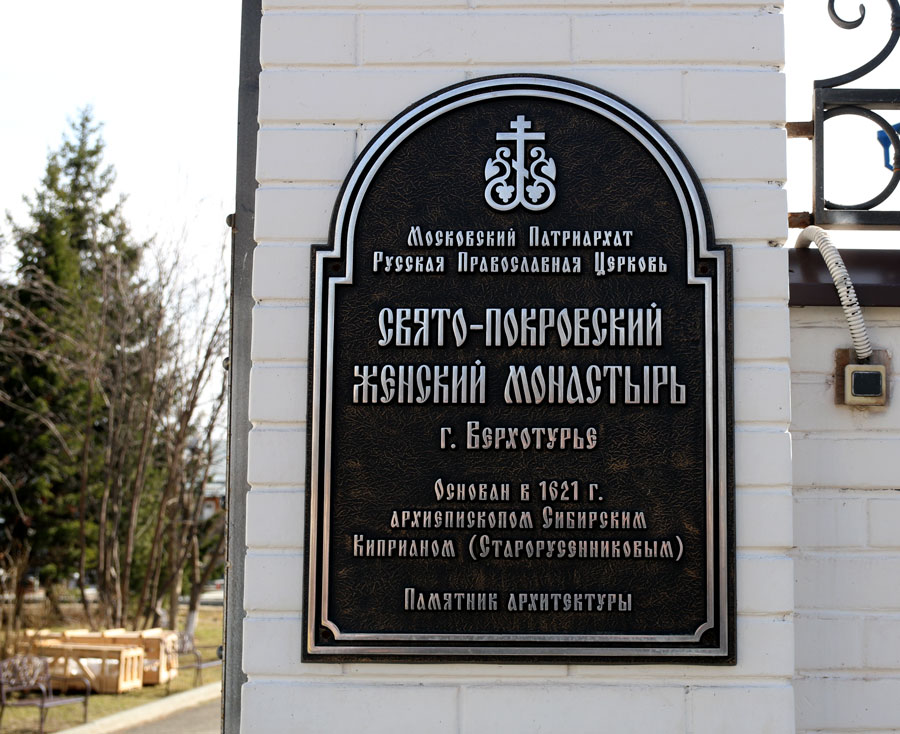 Московский Патриархат
Русская Православная Церковь
СВЯТО-ПОКРОВСКИЙ
ЖЕНСКИЙ МОНАСТЫРЬ
г. Верхотурье
Основан в 1621 г.
архиепископом Сибирским
Киприаном (Старорусенниковым)
Памятник архитектуры